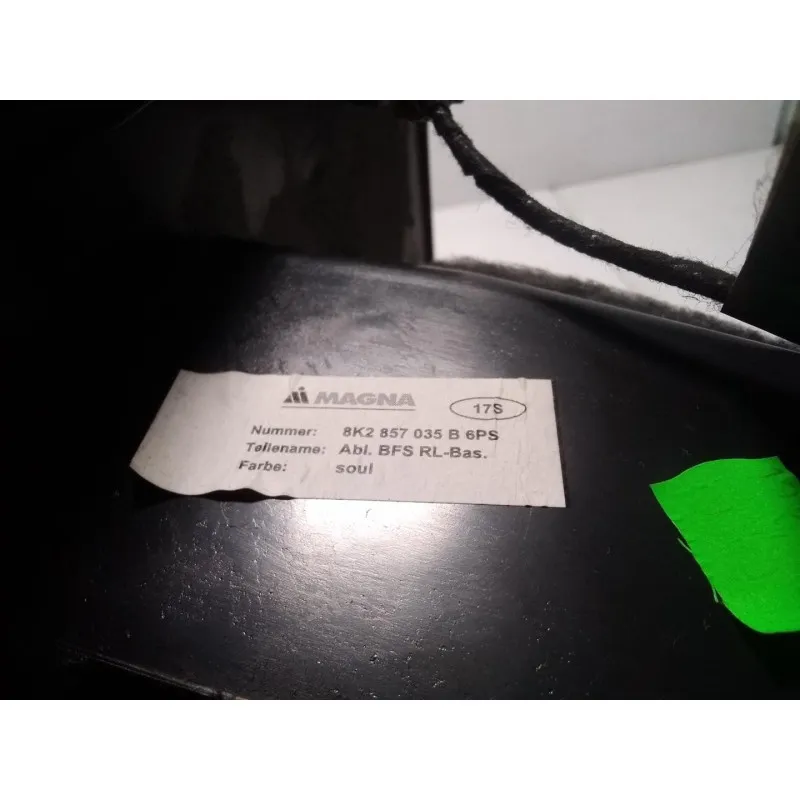 MAGNA
17S
Nummer: 8K2 857 035 B 6PS
Teilename: Abl. BFS RL-Bas.
Farbe: soul